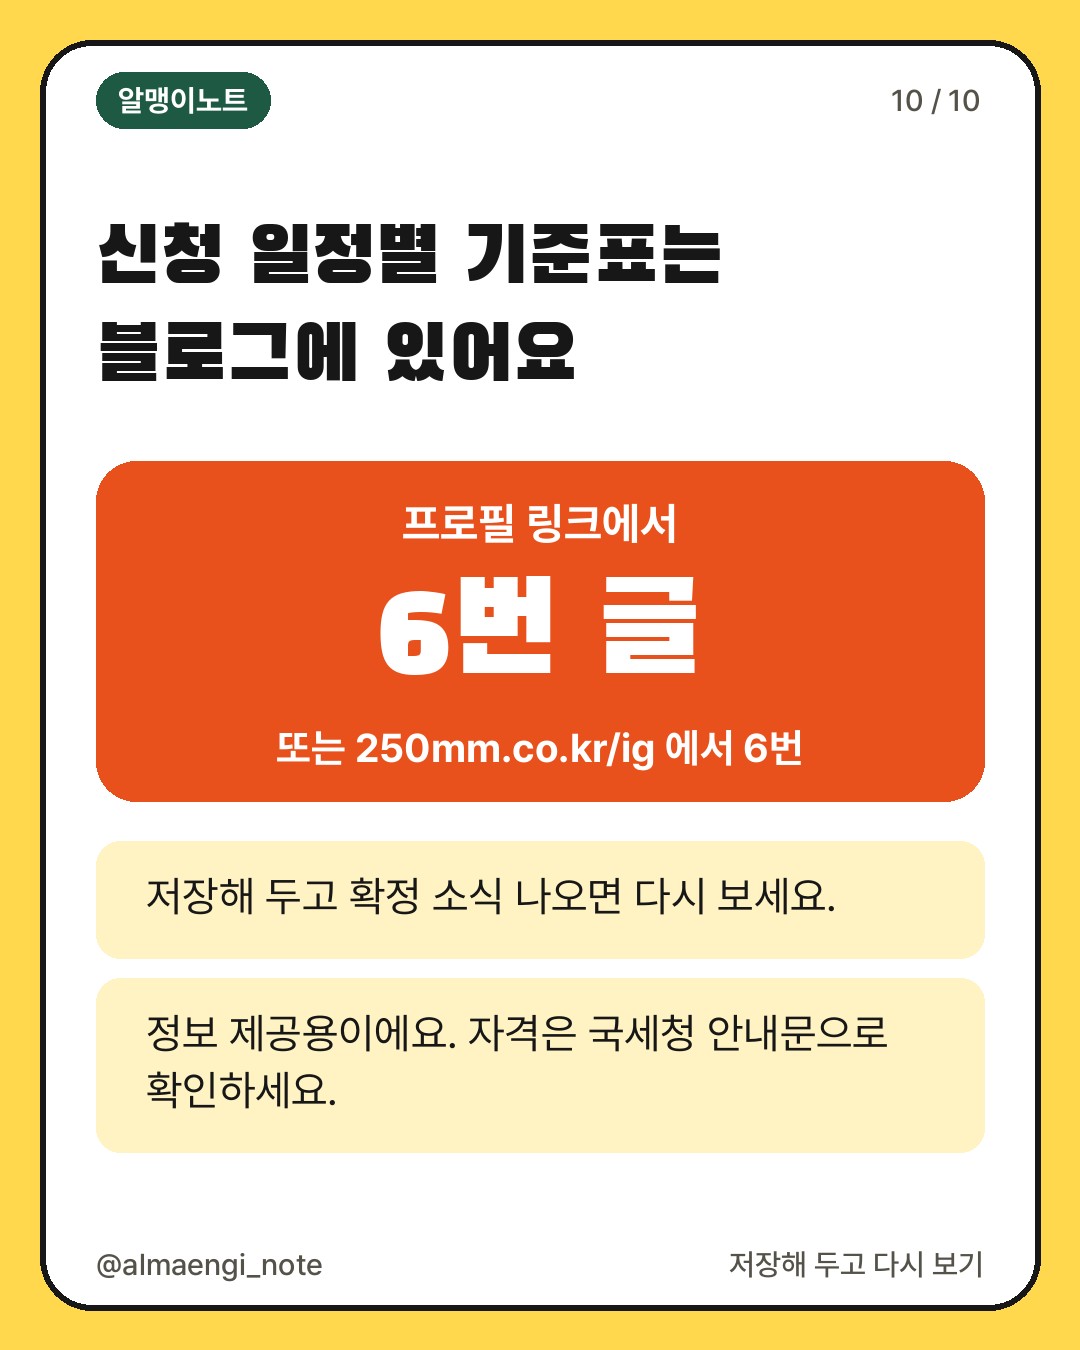 알맹이노트
10 / 10
신청 일정별 기준표는
블로그에 있어요
프로필 링크에서
6번 글
또는 250mm.co.kr/ig 에서 6번
저장해 두고 확정 소식 나오면 다시 보세요.
정보 제공용이에요. 자격은 국세청 안내문으로
확인하세요.
@almaengi_note
저장해 두고 다시 보기